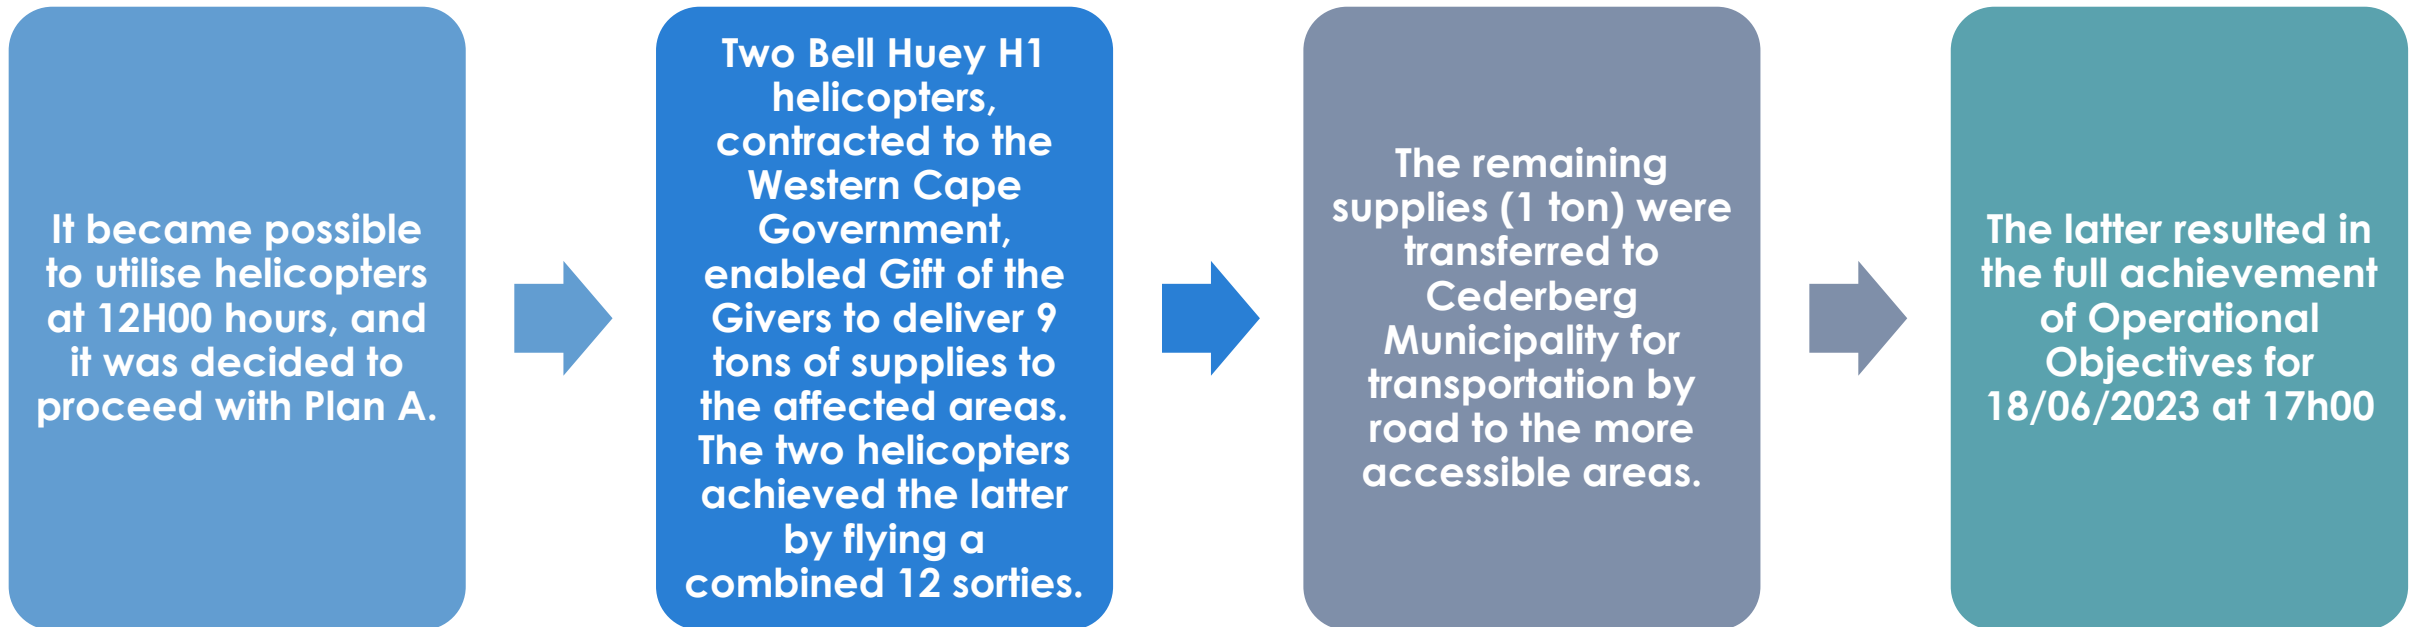 It became possible
to utilise helicopters
at 12H00 hours, and
it was decided to
proceed with Plan A.
Two Bell Huey H1
helicopters,
contracted to the
Western Cape
Government,
enabled Gift of the
Givers to deliver 9
tons of supplies to
the affected areas.
The two helicopters
achieved the latter
by flying a
combined 12 sorties.
The remaining
supplies (1 ton) were
transferred to
Cederberg
Municipality for
transportation by
road to the more
accessible areas.
The latter resulted in
the full achievement
of Operational
Objectives for
18/06/2023 at 17h00